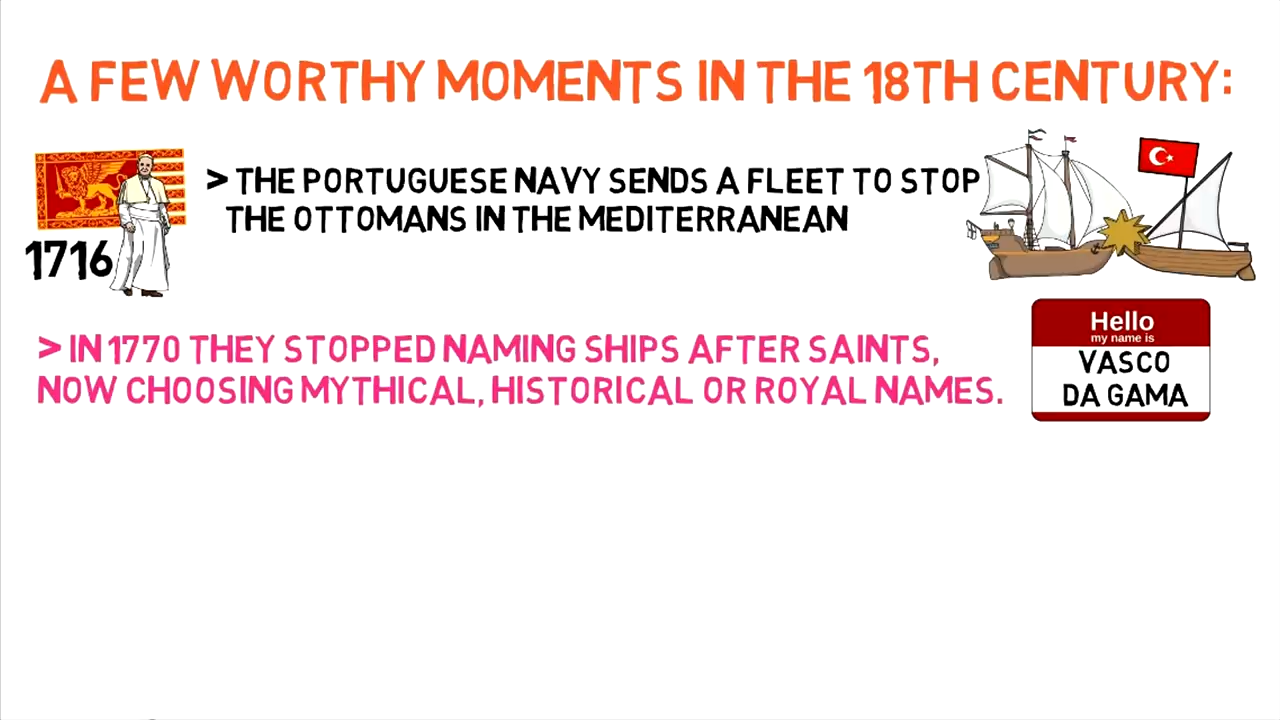 A FEW WORTHY MOMENTS IN THE 18TH CENTURY:
1716
> THE PORTUGUESE NAVY SENDS A FLEET TO STOP
THE OTTOMANS IN THE MEDITERRANEAN
> IN 1770 THEY STOPPED NAMING SHIPS AFTER SAINTS,
NOW CHOOSING MYTHICAL, HISTORICAL OR ROYAL NAMES.
Hello
my name is
VASCO
DA GAMA